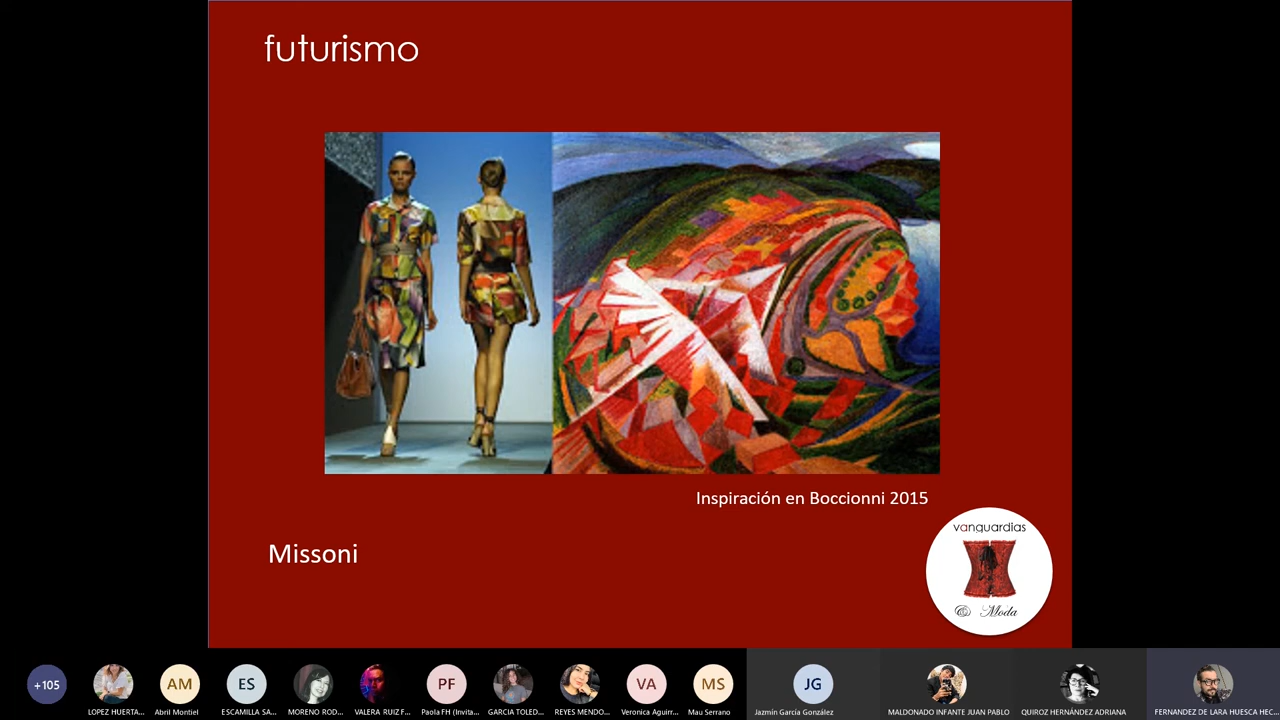 futurismo
Inspiración en Boccionni 2015
Missoni
vanguardias
& Moda
+105
AM
ES
PF
VA
MS
JG
LOPEZ HUERTA...
Abril Montiel
ESCAMILLA SA...
MORENO ROD...
VALERA RUIZ F...
Paola FH (Invita...
GARCIA TOLED...
REYES MENDO...
Veronica Aguirr...
Mau Serrano
Jazmín García González
MALDONADO INFANTE JUAN PABLO
QUIROZ HERNÁNDEZ ADRIANA
FERNANDEZ DE LARA HUESCA HEC...